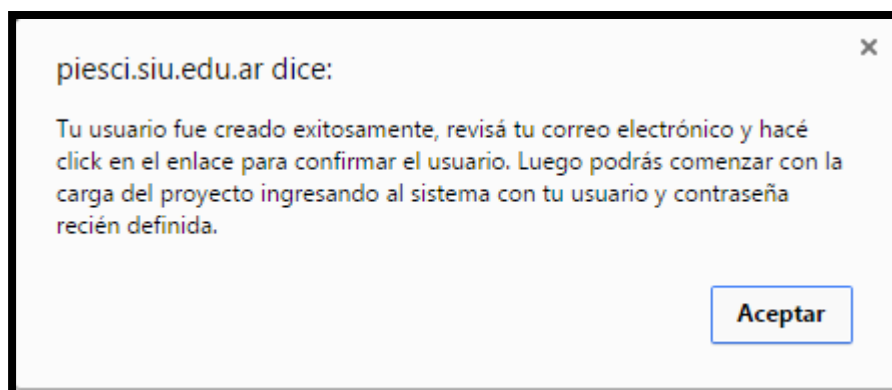 piesci.siu.edu.ar dice:
Tu usuario fue creado exitosamente, revisá tu correo electrónico y hacé
click en el enlace para confirmar el usuario. Luego podrás comenzar con la
carga del proyecto ingresando al sistema con tu usuario y contraseña
recién definida.
Aceptar